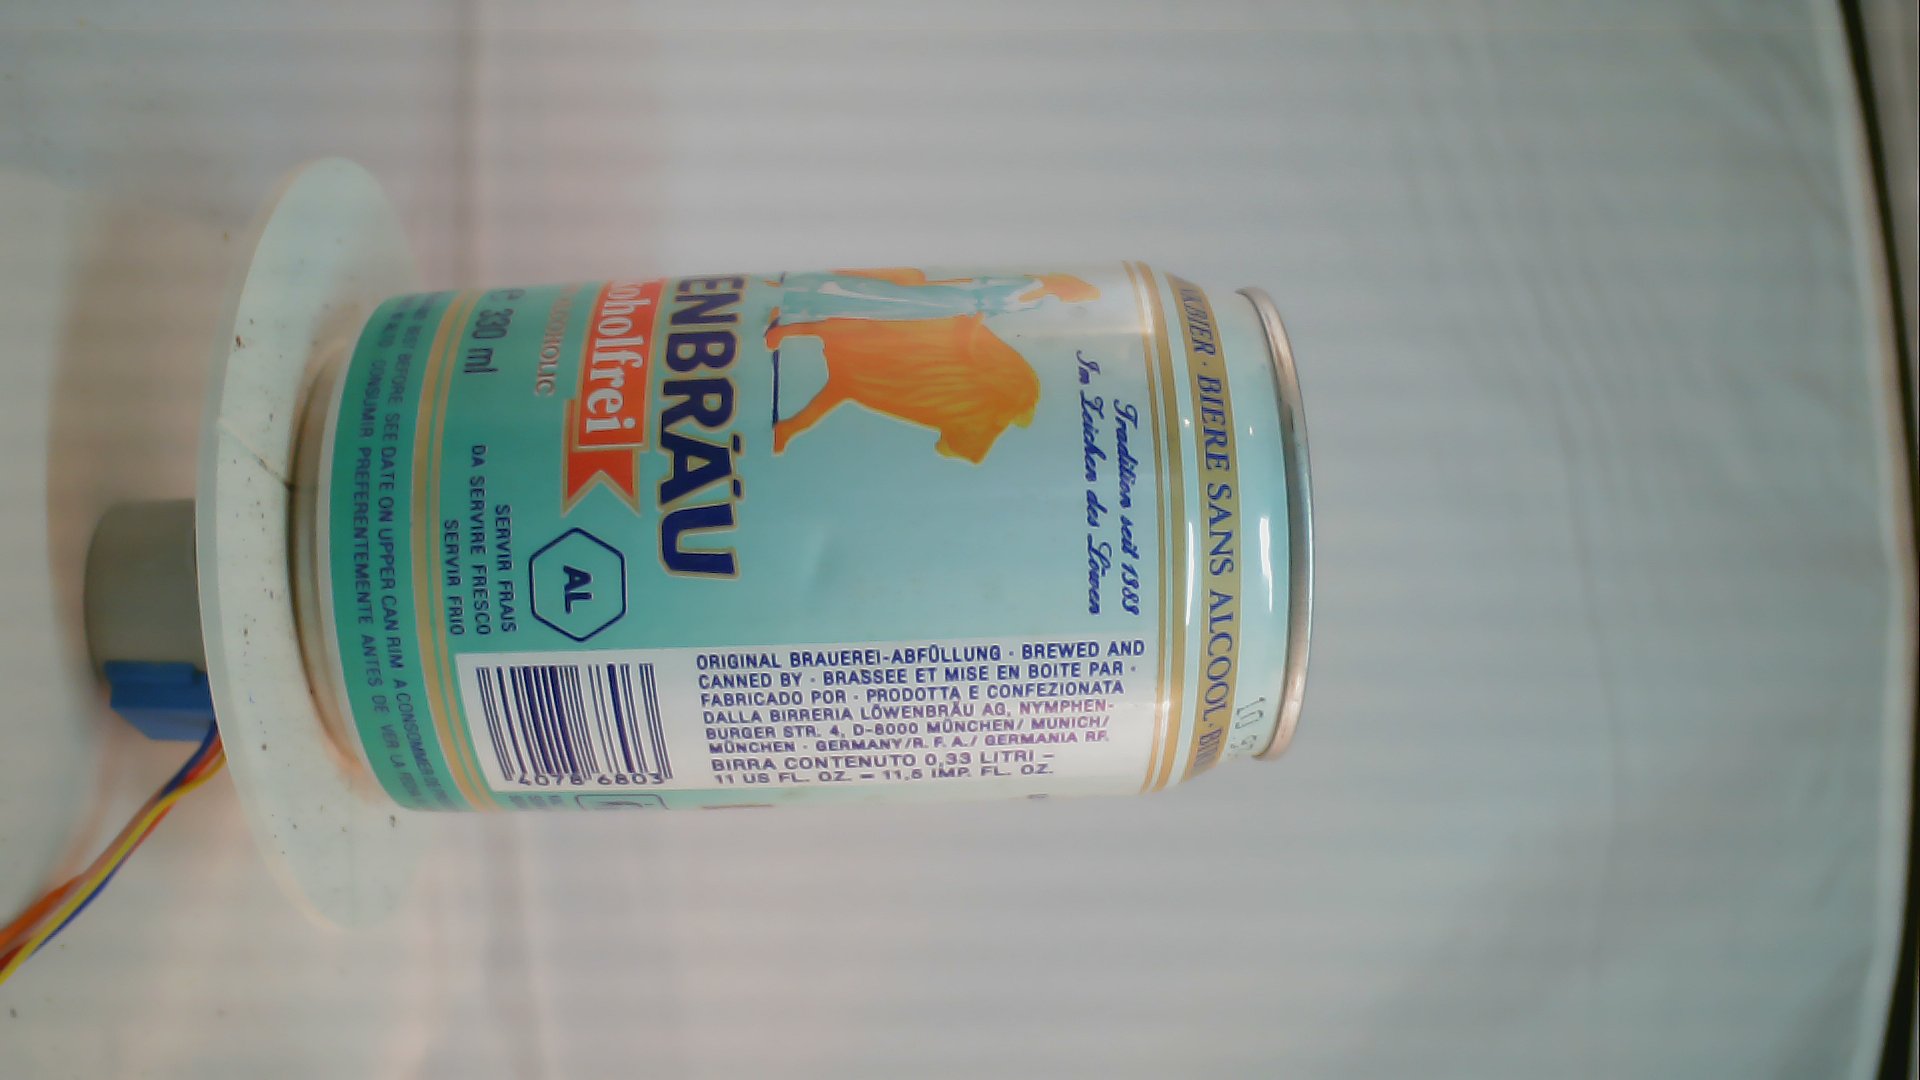 BIERE SANS ALCOOL
Tradition seit 1383
Im Zeichen des Löwen
ENBRÄU
oholfrei
ALCOHOLIC
AL
e 330 ml
SERVIR FRAIS
DA SERVIRE FRESCO
SERVIR FRIO
BEFORE SEE DATE ON UPPER CAN RIM A CONSOMMER
CONSUMIR PREFERENTEMENTE ANTES DE VER LA
ORIGINAL BRAUEREI-ABFÜLLUNG · BREWED AND
CANNED BY · BRASSEE ET MISE EN BOITE PAR ·
FABRICADO POR · PRODOTTA E CONFEZIONATA
DALLA BIRRERIA LÖWENBRÄU AG, NYMPHEN-
BURGER STR. 4, D-8000 MÜNCHEN/ MUNICH/
MÜNCHEN · GERMANY/R. F. A./ GERMANIA RF.
BIRRA CONTENUTO 0,33 LITRI –
11 US FL. OZ. = 11,6 IMP. FL. OZ.
4078 6803